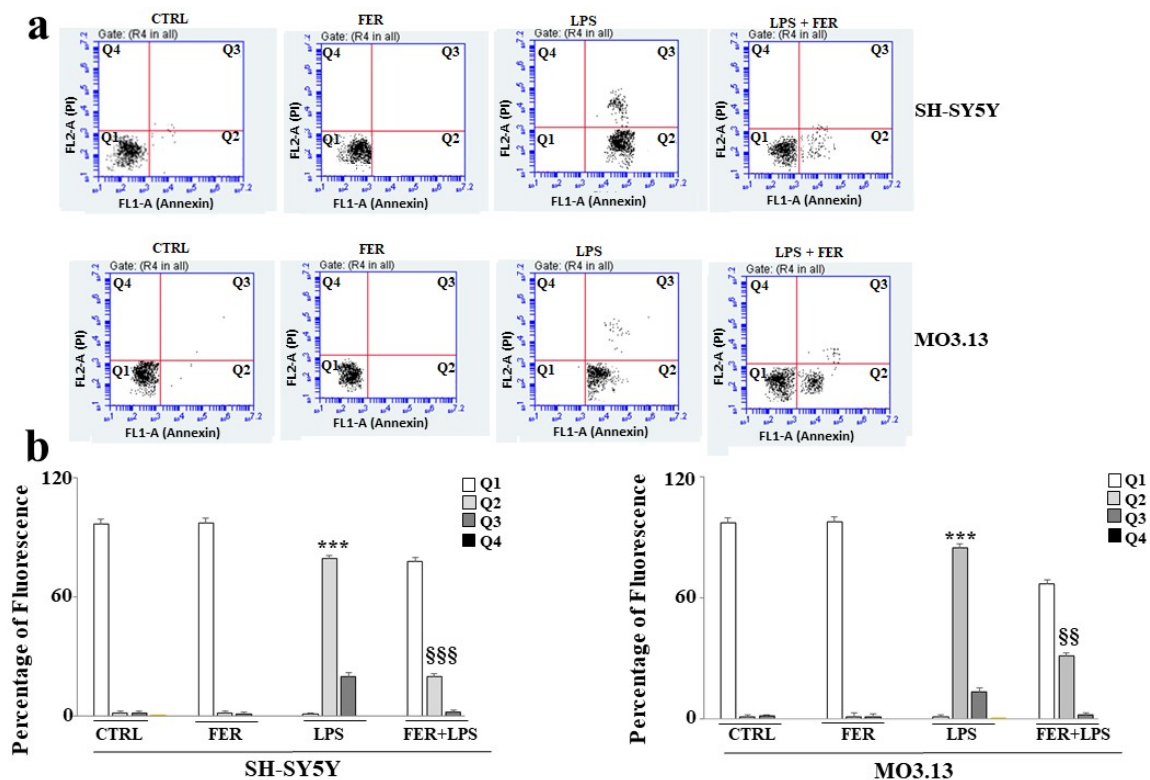 a
CTRL
FER
LPS
LPS + FER
Gate: (R4 in all)
Gate: (R4 in all)
Gate: (R4 in all)
Gate: (R4 in all)
Q4 Q3
Q1 Q2
Q4 Q3
Q1 Q2
Q4 Q3
Q1 Q2
Q4 Q3
Q1 Q2
FL2-A (PI)
FL2-A (PI)
FL2-A (PI)
FL2-A (PI)
FL1-A (Annexin)
FL1-A (Annexin)
FL1-A (Annexin)
FL1-A (Annexin)
SH-SY5Y
CTRL
FER
LPS
LPS + FER
Gate: (R4 in all)
Gate: (R4 in all)
Gate: (R4 in all)
Gate: (R4 in all)
Q4 Q3
Q1 Q2
Q4 Q3
Q1 Q2
Q4 Q3
Q1 Q2
Q4 Q3
Q1 Q2
FL2-A (PI)
FL2-A (PI)
FL2-A (PI)
FL2-A (PI)
FL1-A (Annexin)
FL1-A (Annexin)
FL1-A (Annexin)
FL1-A (Annexin)
MO3.13
b
Percentage of Fluorescence
120
60
0
***
§§§
Q1
Q2
Q3
Q4
CTRL FER LPS FER+LPS
SH-SY5Y
Percentage of Fluorescence
120
60
0
***
§§
Q1
Q2
Q3
Q4
CTRL FER LPS FER+LPS
MO3.13